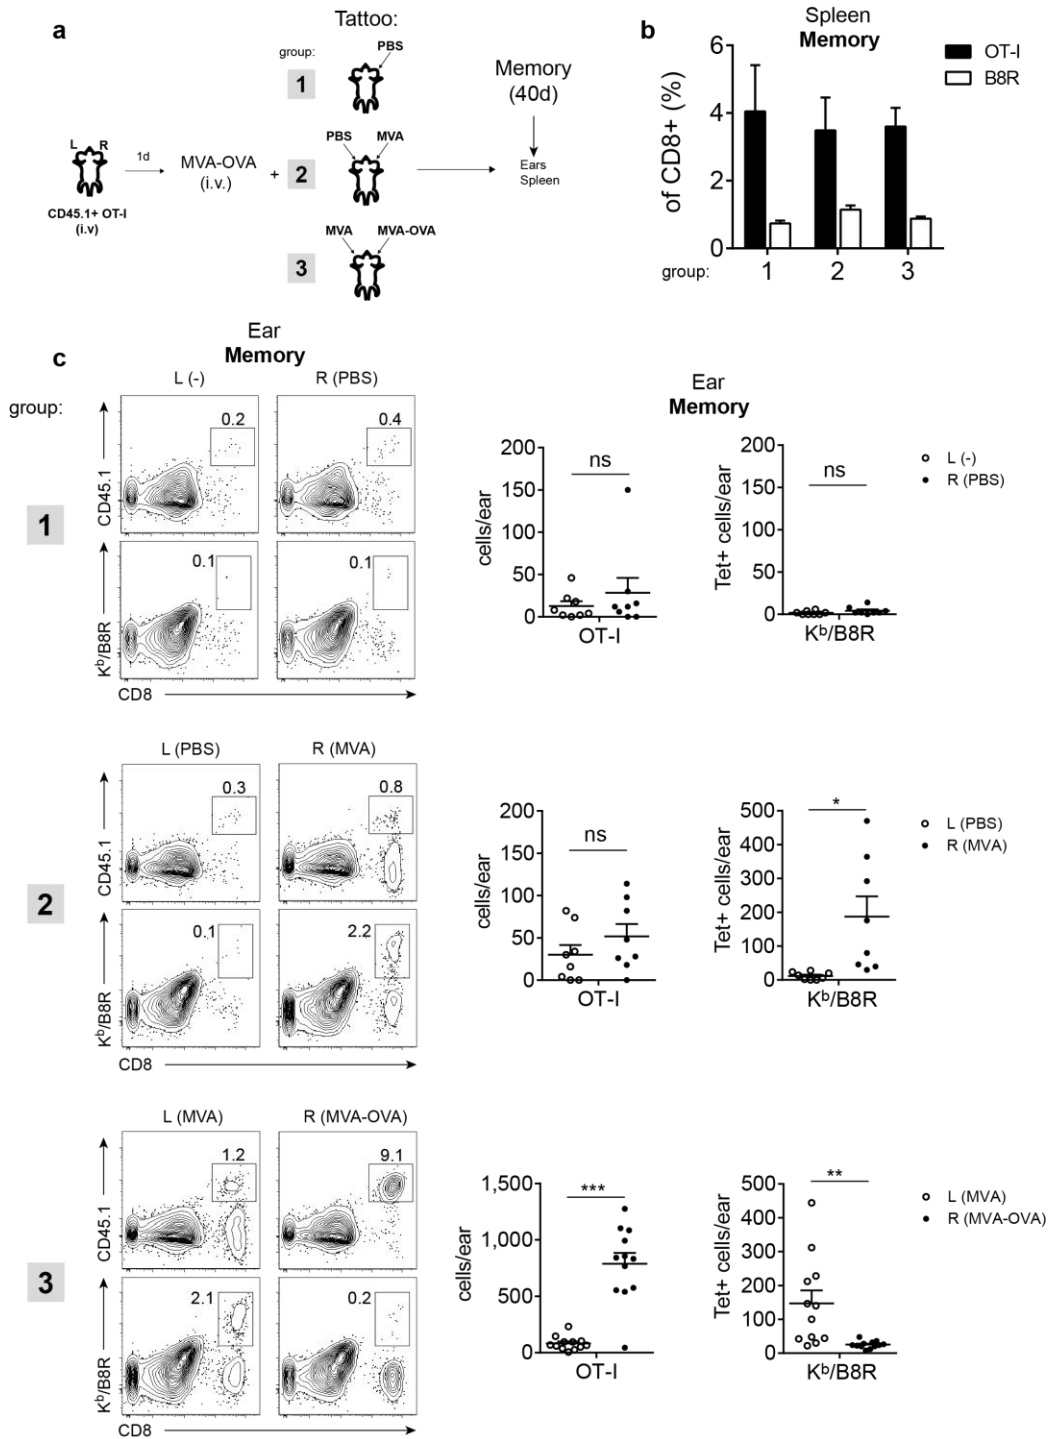 a
Tattoo:
group:
1
PBS
L R
1d
CD45.1+ OT-I
(i.v)
MVA-OVA
(i.v.)
+
2
PBS MVA
3
MVA MVA-OVA
Memory
(40d)
Ears
Spleen
b
Spleen
Memory
of CD8+ (%)
6
4
2
0
group: 1 2 3
OT-I
B8R
c
Ear
Memory
group:
L (-) R (PBS)
1
CD45.1
0.2 0.4
Kᵇ/B8R
0.1 0.1
CD8
Ear
Memory
cells/ear
200
150
100
50
0
ns
OT-I
Tet+ cells/ear
200
150
100
50
0
ns
Kᵇ/B8R
L (-)
R (PBS)
L (PBS) R (MVA)
2
CD45.1
0.3 0.8
Kᵇ/B8R
0.1 2.2
CD8
cells/ear
200
150
100
50
0
ns
OT-I
Tet+ cells/ear
500
400
300
200
100
0
*
Kᵇ/B8R
L (PBS)
R (MVA)
L (MVA) R (MVA-OVA)
3
CD45.1
1.2 9.1
Kᵇ/B8R
2.1 0.2
CD8
cells/ear
1,500
1,000
500
0
***
OT-I
Tet+ cells/ear
500
400
300
200
100
0
**
Kᵇ/B8R
L (MVA)
R (MVA-OVA)